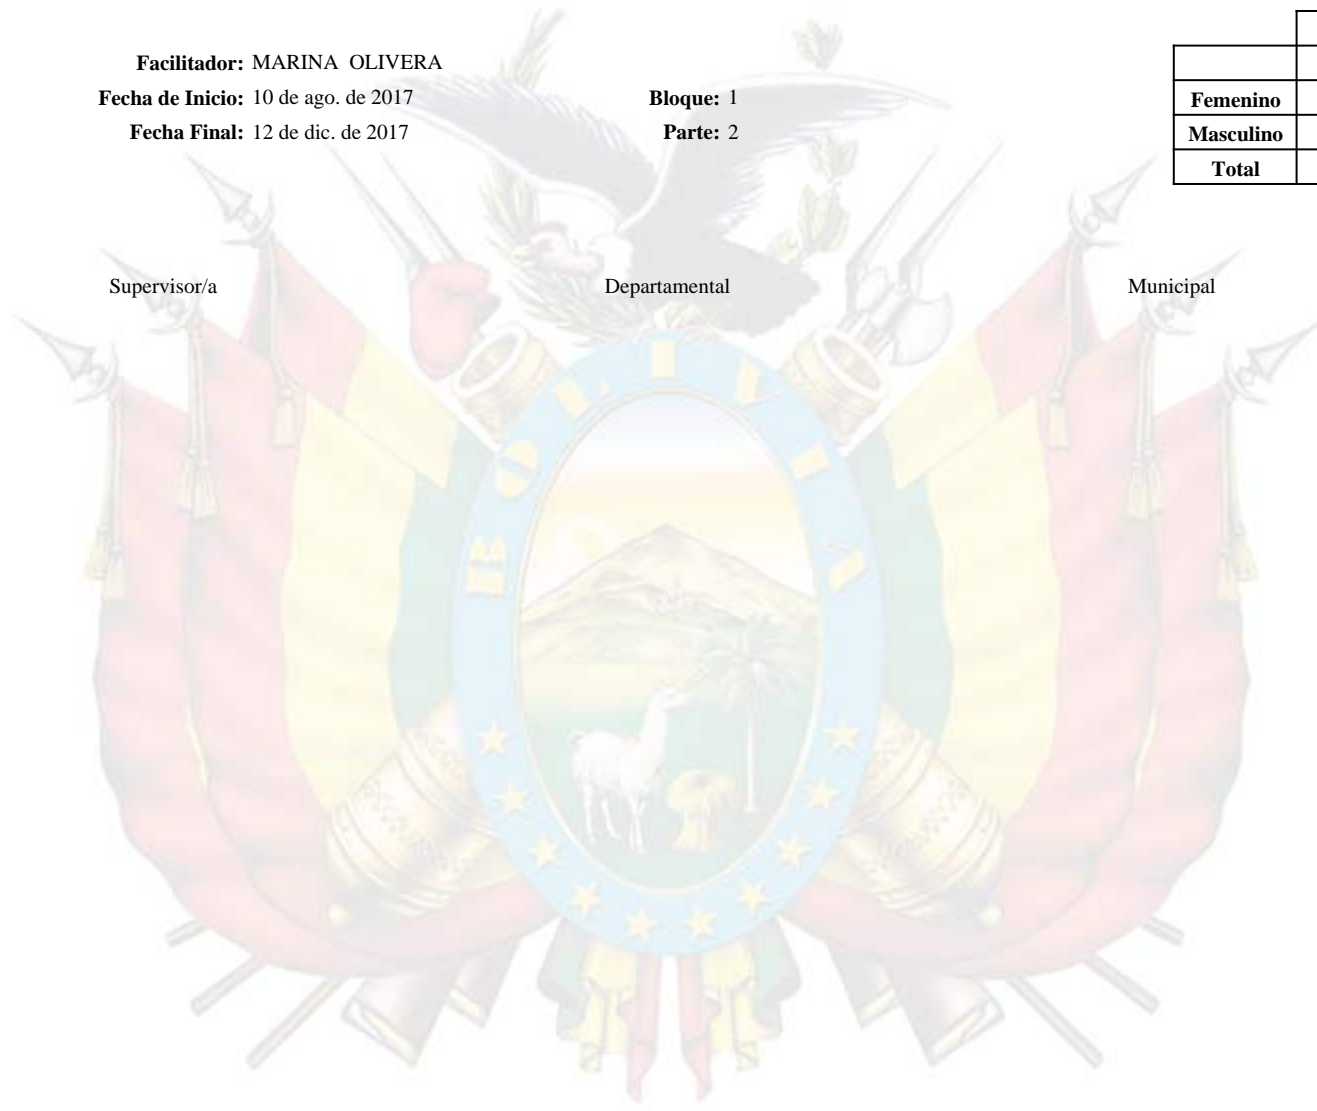 Facilitador: MARINA OLIVERA
Fecha de Inicio: 10 de ago. de 2017 Bloque: 1
Fecha Final: 12 de dic. de 2017 Parte: 2
Femenino
Masculino
Total
Supervisor/a Departamental Municipal
BOLIVIA